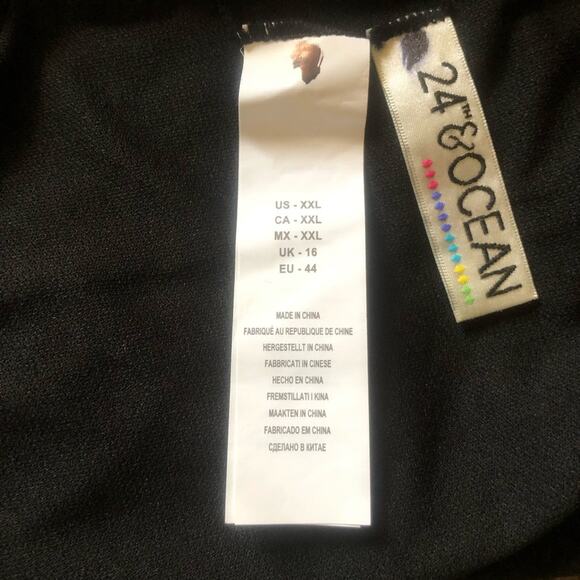 24TH & OCEAN
US - XXL
CA - XXL
MX - XXL
UK - 16
EU - 44
MADE IN CHINA
FABRIQUÉ AU REPUBLIQUE DE CHINE
HERGESTELLT IN CHINA
FABBRICATI IN CINESE
HECHO EN CHINA
FREMSTILLATI I KINA
MAAKTEN IN CHINA
FABRICADO EM CHINA
СДЕЛАНО В КИТАЕ